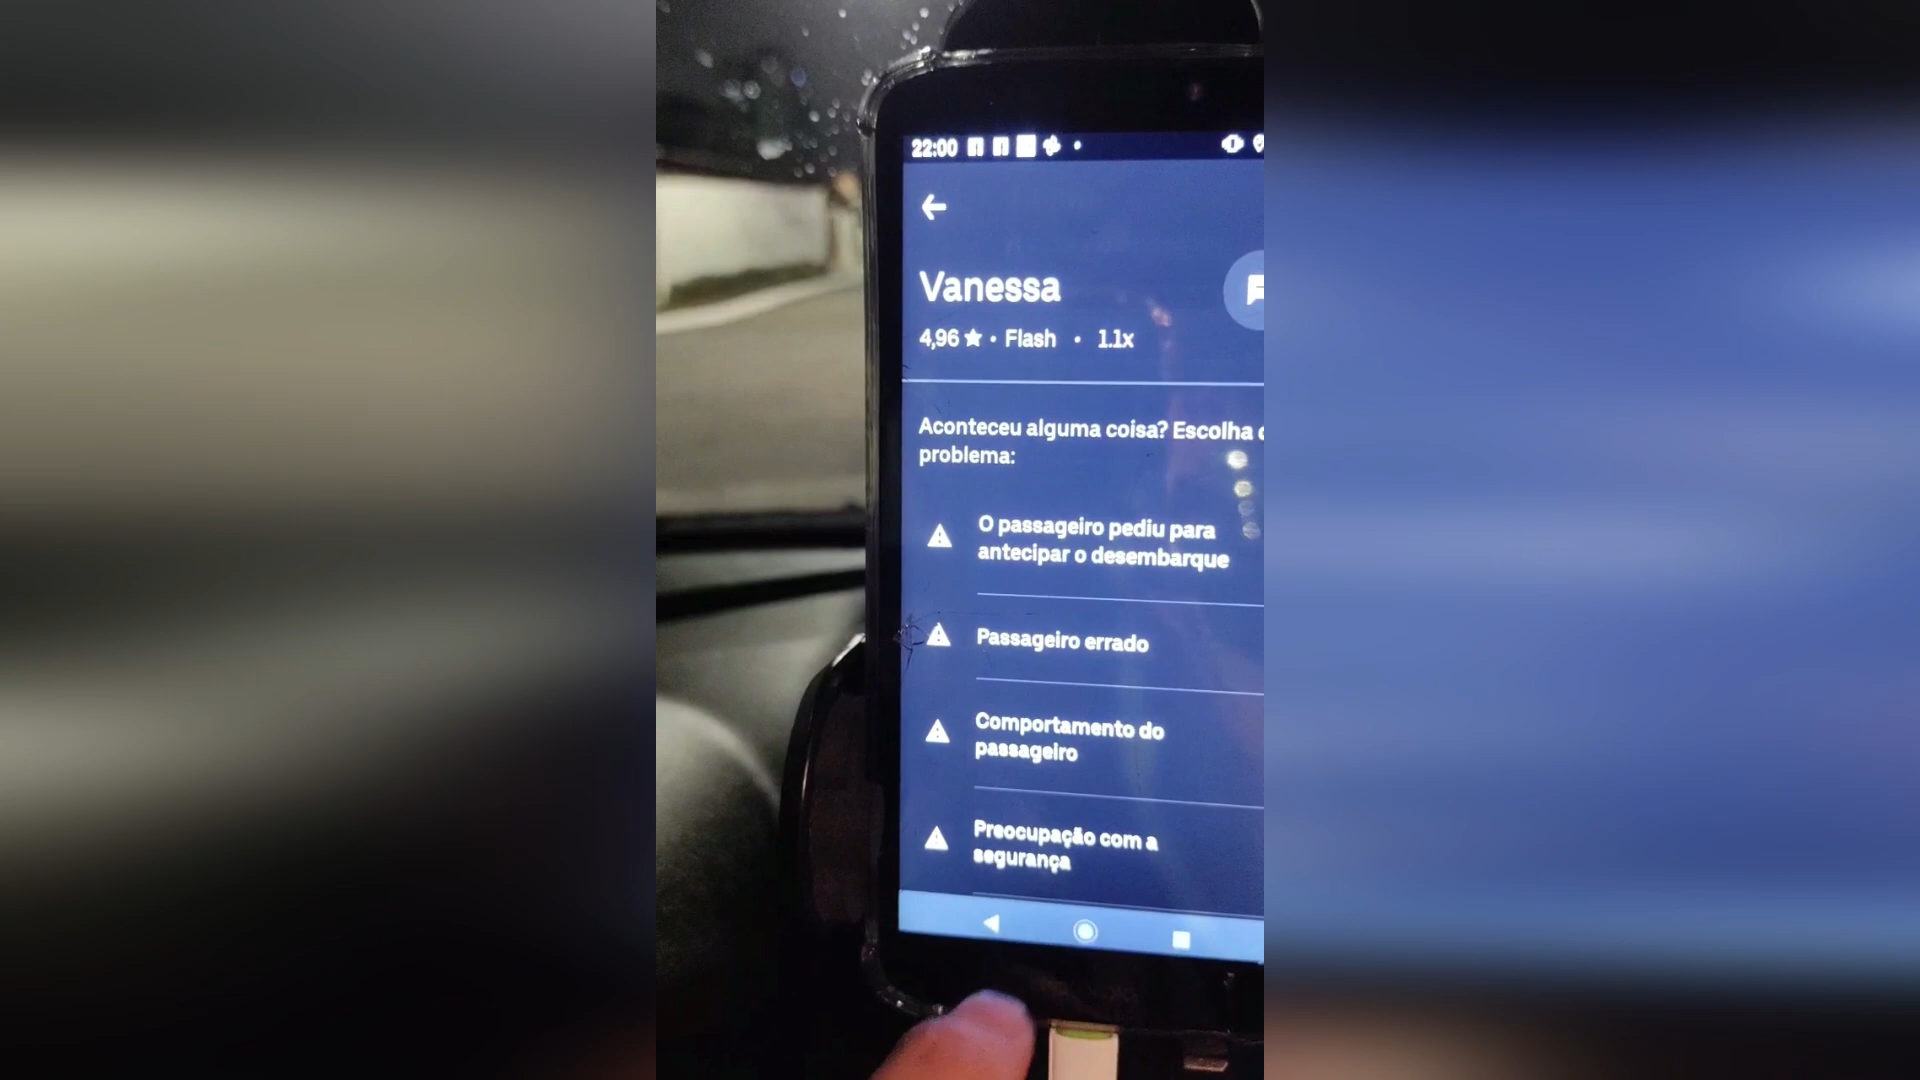 22:00
Vanessa
4,96 ★ • Flash • 1.1x
Aconteceu alguma coisa? Escolha
problema:
O passageiro pediu para
antecipar o desembarque
Passageiro errado
Comportamento do
passageiro
Preocupação com a
segurança